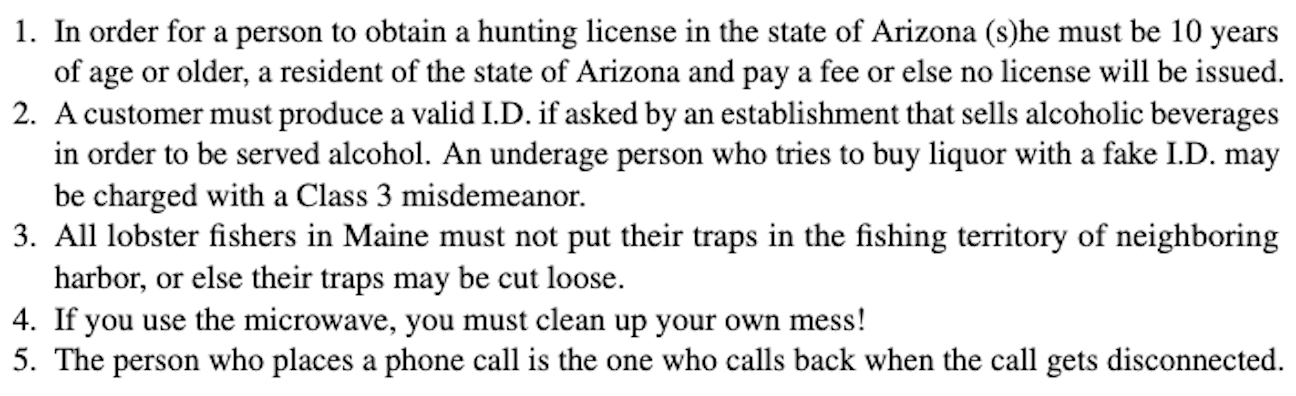 1. In order for a person to obtain a hunting license in the state of Arizona (s)he must be 10 years
of age or older, a resident of the state of Arizona and pay a fee or else no license will be issued.
2. A customer must produce a valid I.D. if asked by an establishment that sells alcoholic beverages
in order to be served alcohol. An underage person who tries to buy liquor with a fake I.D. may
be charged with a Class 3 misdemeanor.
3. All lobster fishers in Maine must not put their traps in the fishing territory of neighboring
harbor, or else their traps may be cut loose.
4. If you use the microwave, you must clean up your own mess!
5. The person who places a phone call is the one who calls back when the call gets disconnected.